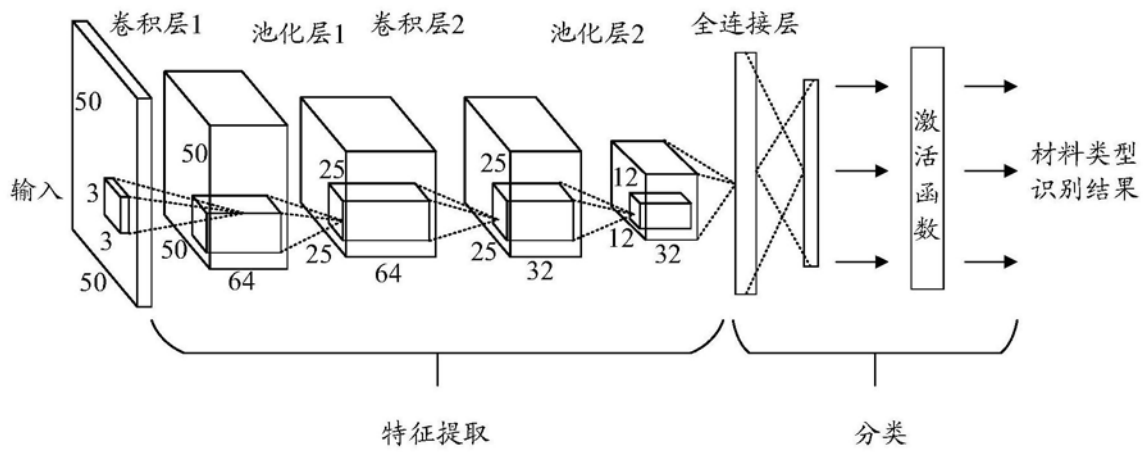 卷积层1
池化层1
卷积层2
池化层2
全连接层
50
50
25
25
12
3
输入
3
50
50
64
25
64
25
32
12
32
激活函数
材料类型
识别结果
50
特征提取
分类